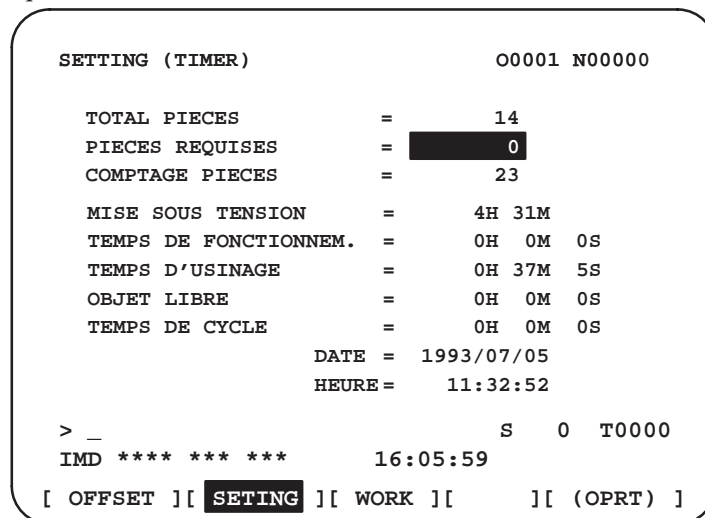 SETTING (TIMER) O0001 N00000
TOTAL PIECES = 14
PIECES REQUISES = 0
COMPTAGE PIECES = 23
MISE SOUS TENSION = 4H 31M
TEMPS DE FONCTIONNEM. = 0H 0M 0S
TEMPS D'USINAGE = 0H 37M 5S
OBJET LIBRE = 0H 0M 0S
TEMPS DE CYCLE = 0H 0M 0S
DATE = 1993/07/05
HEURE = 11:32:52
> _ S 0 T0000
IMD **** *** *** 16:05:59
[ OFFSET ][ SETING ][ WORK ][ ][ (OPRT) ]